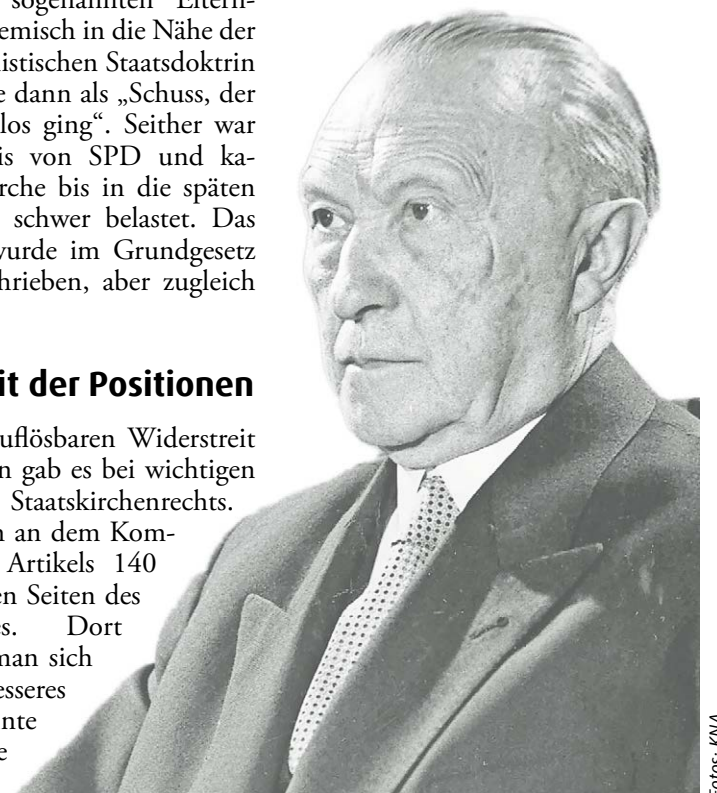 sogenannten Eltern-
emisch in die Nähe der
istischen Staatsdoktrin
e dann als „Schuss, der
los ging“. Seither war
is von SPD und ka-
rche bis in die späten
schwer belastet. Das
wurde im Grundgesetz
hrieben, aber zugleich
it der Positionen
uflösbaren Widerstreit
n gab es bei wichtigen
Staatskirchenrechts.
n an dem Kom-
Artikels 140
en Seiten des
es. Dort
man sich
esseres
nte
e
Fotos: KNA